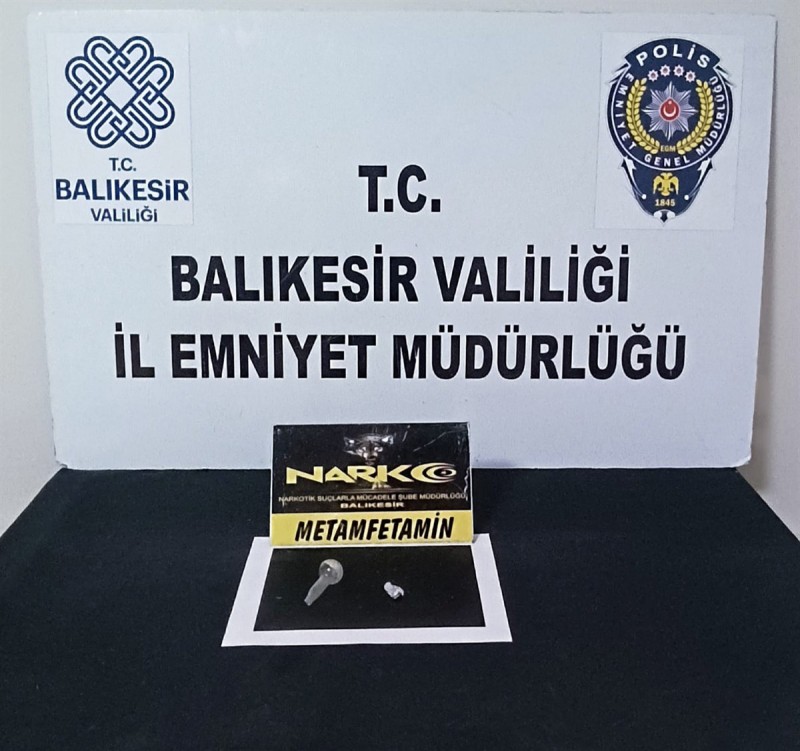 T.C.
BALIKESİR
VALİLİĞİ
POLİS
EMNİYET GENEL MÜDÜRLÜĞÜ
EGM
1845
T.C.
BALIKESİR VALİLİĞİ
İL EMNİYET MÜDÜRLÜĞÜ
NARKO
NARKOTİK SUÇLARLA MÜCADELE ŞUBE MÜDÜRLÜĞÜ
BALIKESİR
METAMFETAMİN